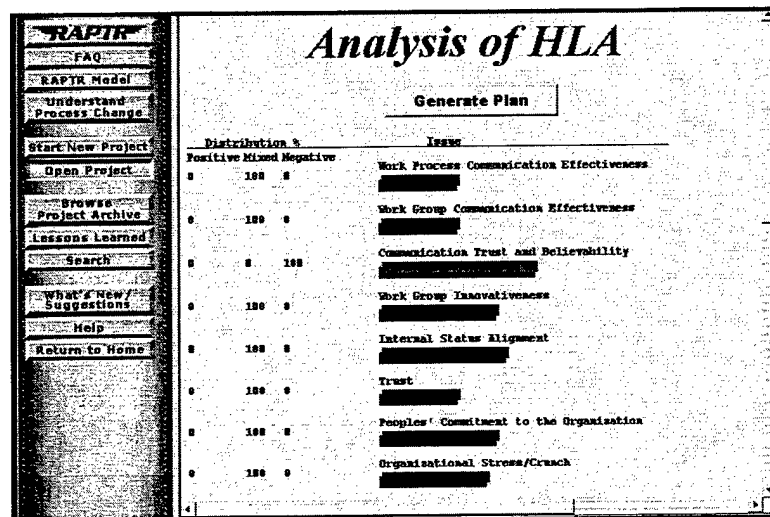 RAPTR
FAQ
RAPTR Model
Understand
Process Change
Start New Project
Open Project
Browse
Project Archive
Lessons Learned
Search
What's New/
Suggestions
Help
Return to Home
Analysis of HLA
Generate Plan
Distribution % Issue
Positive Mixed Negative
Work Process Communication Effectiveness
0 100 0
Work Group Communication Effectiveness
0 100 0
Communication Trust and Believability
0 0 100
Work Group Innovativeness
0 100 0
Internal Status Alignment
0 100 0
Trust
0 100 0
Peoples' Commitment to the Organization
0 100 0
Organizational Stress/Crunch
0 100 0